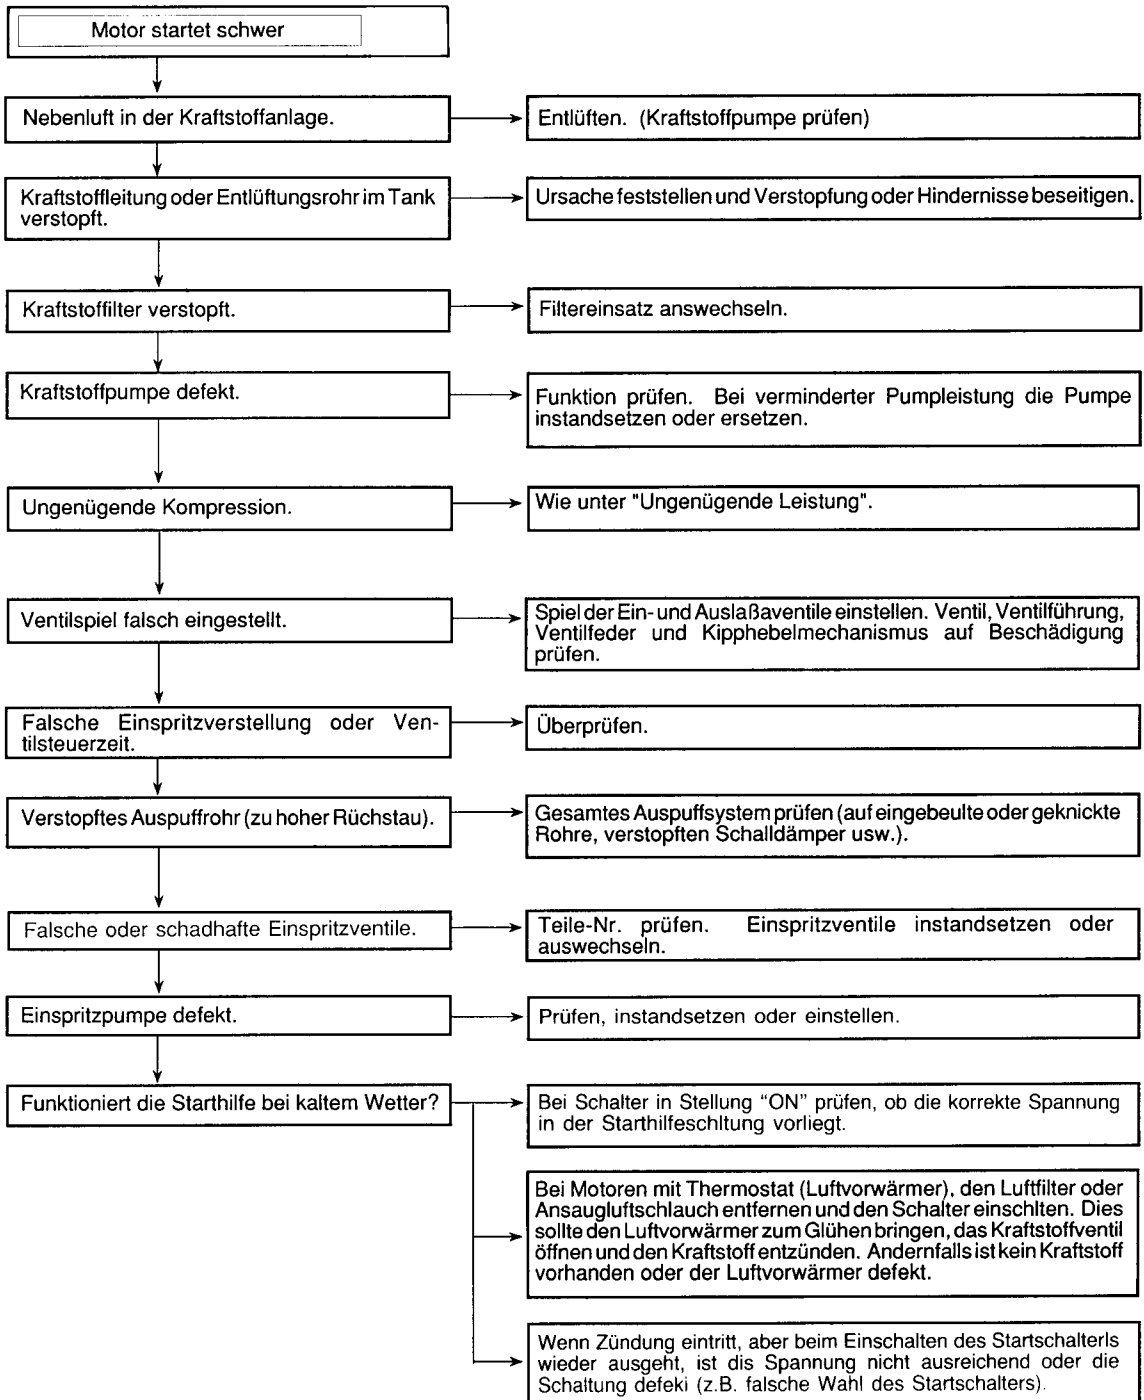 Motor startet schwer
Nebenluft in der Kraftstoffanlage.
Entlüften. (Kraftstoffpumpe prüfen)
Kraftstoffleitung oder Entlüftungsrohr im Tank
verstopft.
Ursache feststellen und Verstopfung oder Hindernisse beseitigen.
Kraftstoffilter verstopft.
Filtereinsatz answechseln.
Kraftstoffpumpe defekt.
Funktion prüfen. Bei verminderter Pumpleistung die Pumpe
instandsetzen oder ersetzen.
Ungenügende Kompression.
Wie unter "Ungenügende Leistung".
Ventilspiel falsch eingestellt.
Spiel der Ein- und Auslaßaventile einstellen. Ventil, Ventilführung,
Ventilfeder und Kipphebelmechanismus auf Beschädigung
prüfen.
Falsche Einspritzverstellung oder Ven-
tilsteuerzeit.
Überprüfen.
Verstopftes Auspuffrohr (zu hoher Rüchstau).
Gesamtes Auspuffsystem prüfen (auf eingebeulte oder geknickte
Rohre, verstopften Schalldämper usw.).
Falsche oder schadhafte Einspritzventile.
Teile-Nr. prüfen. Einspritzventile instandsetzen oder
auswechseln.
Einspritzpumpe defekt.
Prüfen, instandsetzen oder einstellen.
Funktioniert die Starthilfe bei kaltem Wetter?
Bei Schalter in Stellung “ON” prüfen, ob die korrekte Spannung
in der Starthilfeschltung vorliegt.
Bei Motoren mit Thermostat (Luftvorwärmer), den Luftfilter oder
Ansaugluftschlauch entfernen und den Schalter einschlten. Dies
sollte den Luftvorwärmer zum Glühen bringen, das Kraftstoffventil
öffnen und den Kraftstoff entzünden. Andernfalls ist kein Kraftstoff
vorhanden oder der Luftvorwärmer defekt.
Wenn Zündung eintritt, aber beim Einschalten des Startschalterls
wieder ausgeht, ist dis Spannung nicht ausreichend oder die
Schaltung defeki (z.B. falsche Wahl des Startschalters).